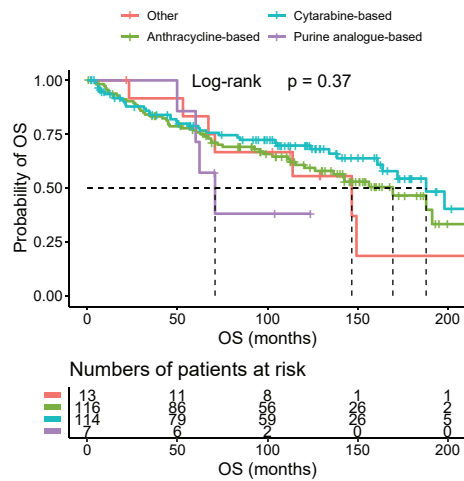 Other Cytarabine-based
Anthracycline-based Purine analogue-based
Log-rank p = 0.37
Probability of OS
1.00
0.75
0.50
0.25
0.00
0 50 100 150 200
OS (months)
Numbers of patients at risk
13 11 8 1 1
116 86 56 26 2
114 79 59 26 5
7 6 2 0 0
0 50 100 150 200
OS (months)